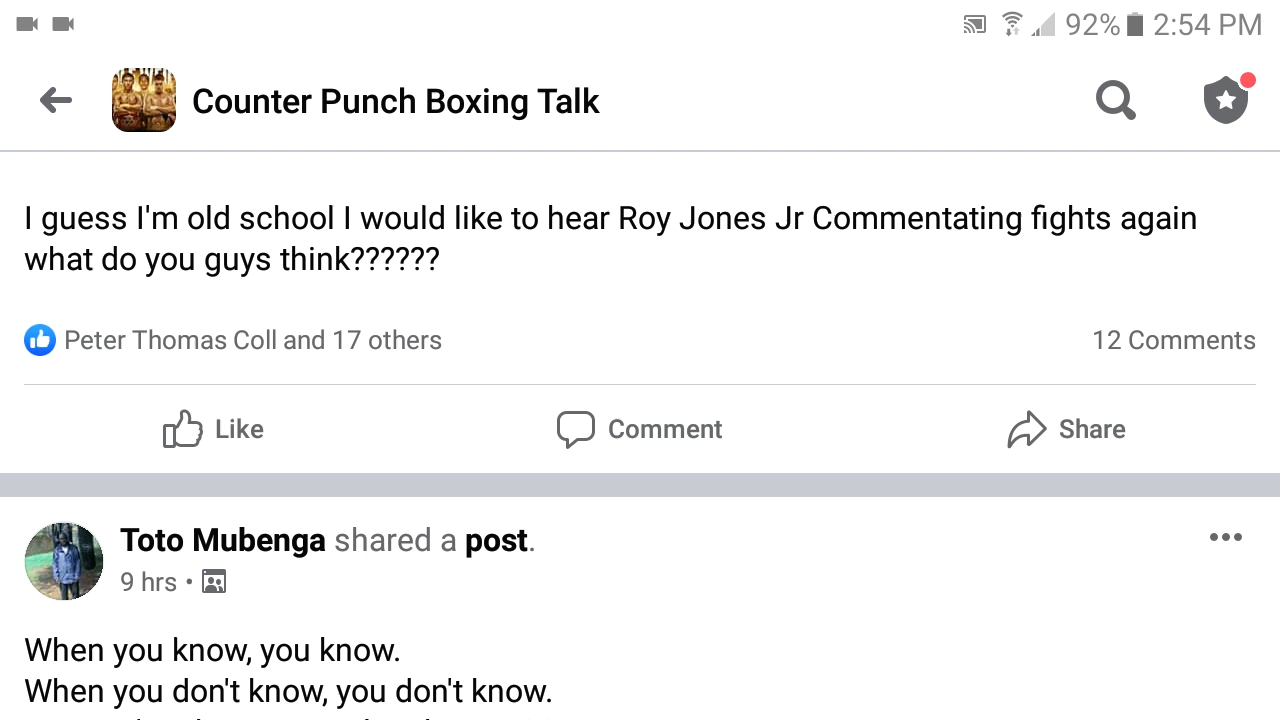 92% 2:54 PM
Counter Punch Boxing Talk
I guess I'm old school I would like to hear Roy Jones Jr Commentating fights again
what do you guys think??????
Peter Thomas Coll and 17 others
12 Comments
Like
Comment
Share
Toto Mubenga shared a post.
9 hrs •
When you know, you know.
When you don't know, you don't know.